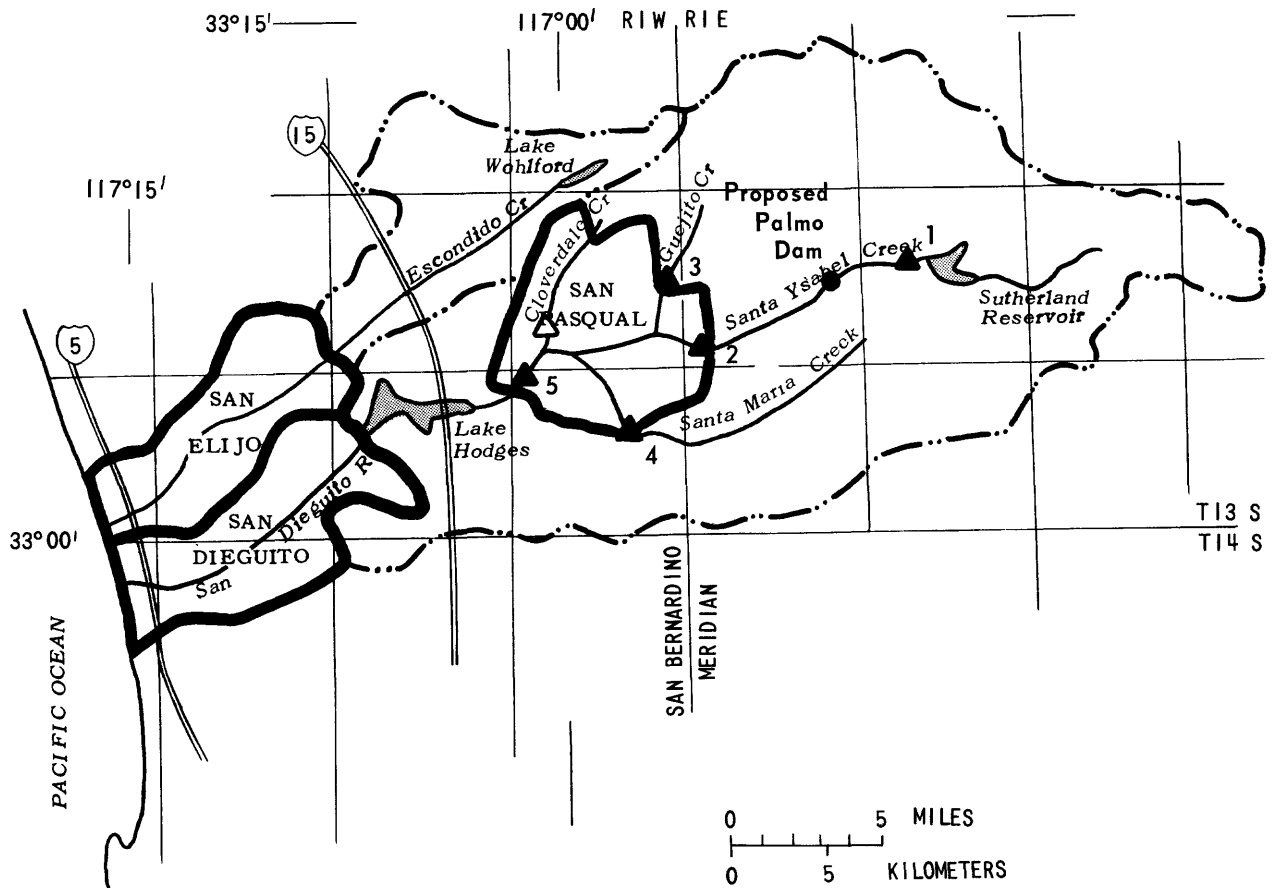 33°15'
117°00'
R1W R1E
15
Lake
Wohlford
117°15'
Escondido Cr
Cloverdale Cr
Guejito Cr
Proposed
Palmo
Dam
1
3
SAN
PASQUAL
Santa Ysabel Creek
Sutherland
Reservoir
5
2
5
Santa Maria Creek
SAN
ELIJO
Lake
Hodges
4
SAN
DIEGUITO
San Dieguito R
T13 S
33°00'
T14 S
SAN BERNARDINO
MERIDIAN
PACIFIC OCEAN
0 5 MILES
0 5 KILOMETERS